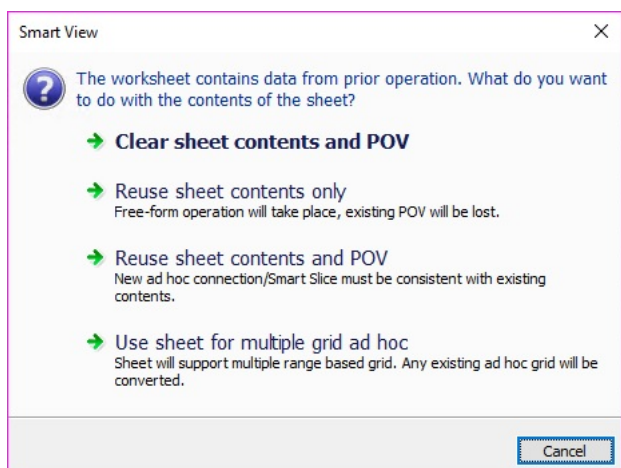 Smart View
The worksheet contains data from prior operation. What do you want
to do with the contents of the sheet?
Clear sheet contents and POV
Reuse sheet contents only
Free-form operation will take place, existing POV will be lost.
Reuse sheet contents and POV
New ad hoc connection/Smart Slice must be consistent with existing
contents.
Use sheet for multiple grid ad hoc
Sheet will support multiple range based grid. Any existing ad hoc grid will be
converted.
Cancel